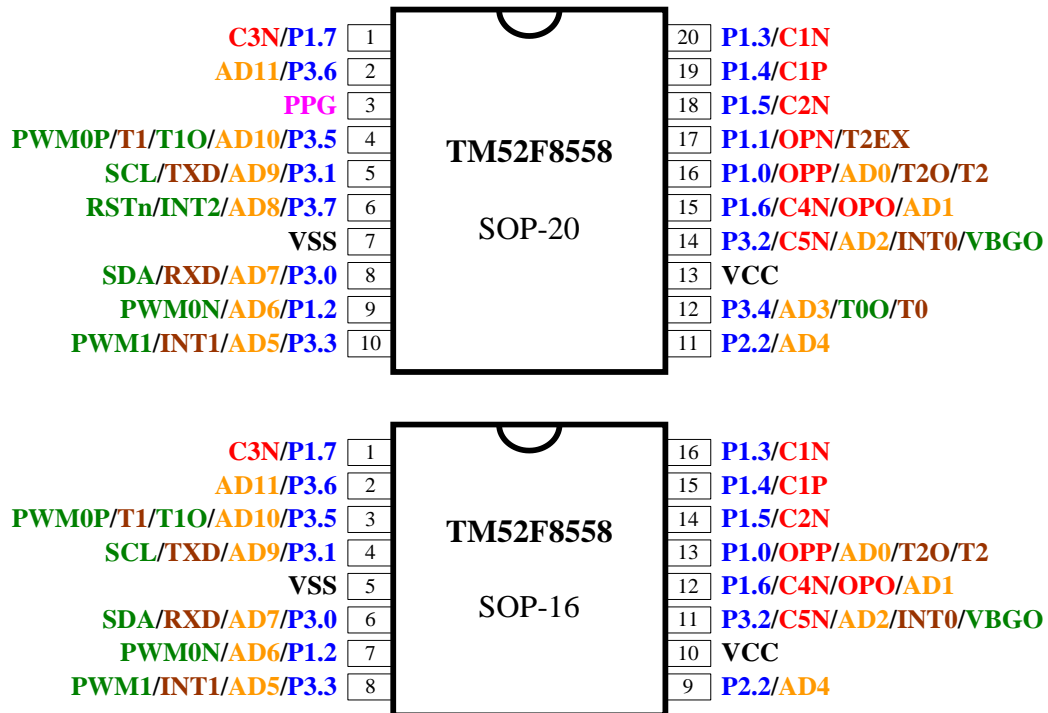 C3N/P1.7 1 20 P1.3/C1N
AD11/P3.6 2 19 P1.4/C1P
PPG 3 18 P1.5/C2N
PWM0P/T1/T1O/AD10/P3.5 4 TM52F8558 17 P1.1/OPN/T2EX
SCL/TXD/AD9/P3.1 5 16 P1.0/OPP/AD0/T2O/T2
RSTn/INT2/AD8/P3.7 6 SOP-20 15 P1.6/C4N/OPO/AD1
VSS 7 14 P3.2/C5N/AD2/INT0/VBGO
SDA/RXD/AD7/P3.0 8 13 VCC
PWM0N/AD6/P1.2 9 12 P3.4/AD3/T0O/T0
PWM1/INT1/AD5/P3.3 10 11 P2.2/AD4
C3N/P1.7 1 16 P1.3/C1N
AD11/P3.6 2 15 P1.4/C1P
PWM0P/T1/T1O/AD10/P3.5 3 TM52F8558 14 P1.5/C2N
SCL/TXD/AD9/P3.1 4 13 P1.0/OPP/AD0/T2O/T2
VSS 5 SOP-16 12 P1.6/C4N/OPO/AD1
SDA/RXD/AD7/P3.0 6 11 P3.2/C5N/AD2/INT0/VBGO
PWM0N/AD6/P1.2 7 10 VCC
PWM1/INT1/AD5/P3.3 8 9 P2.2/AD4